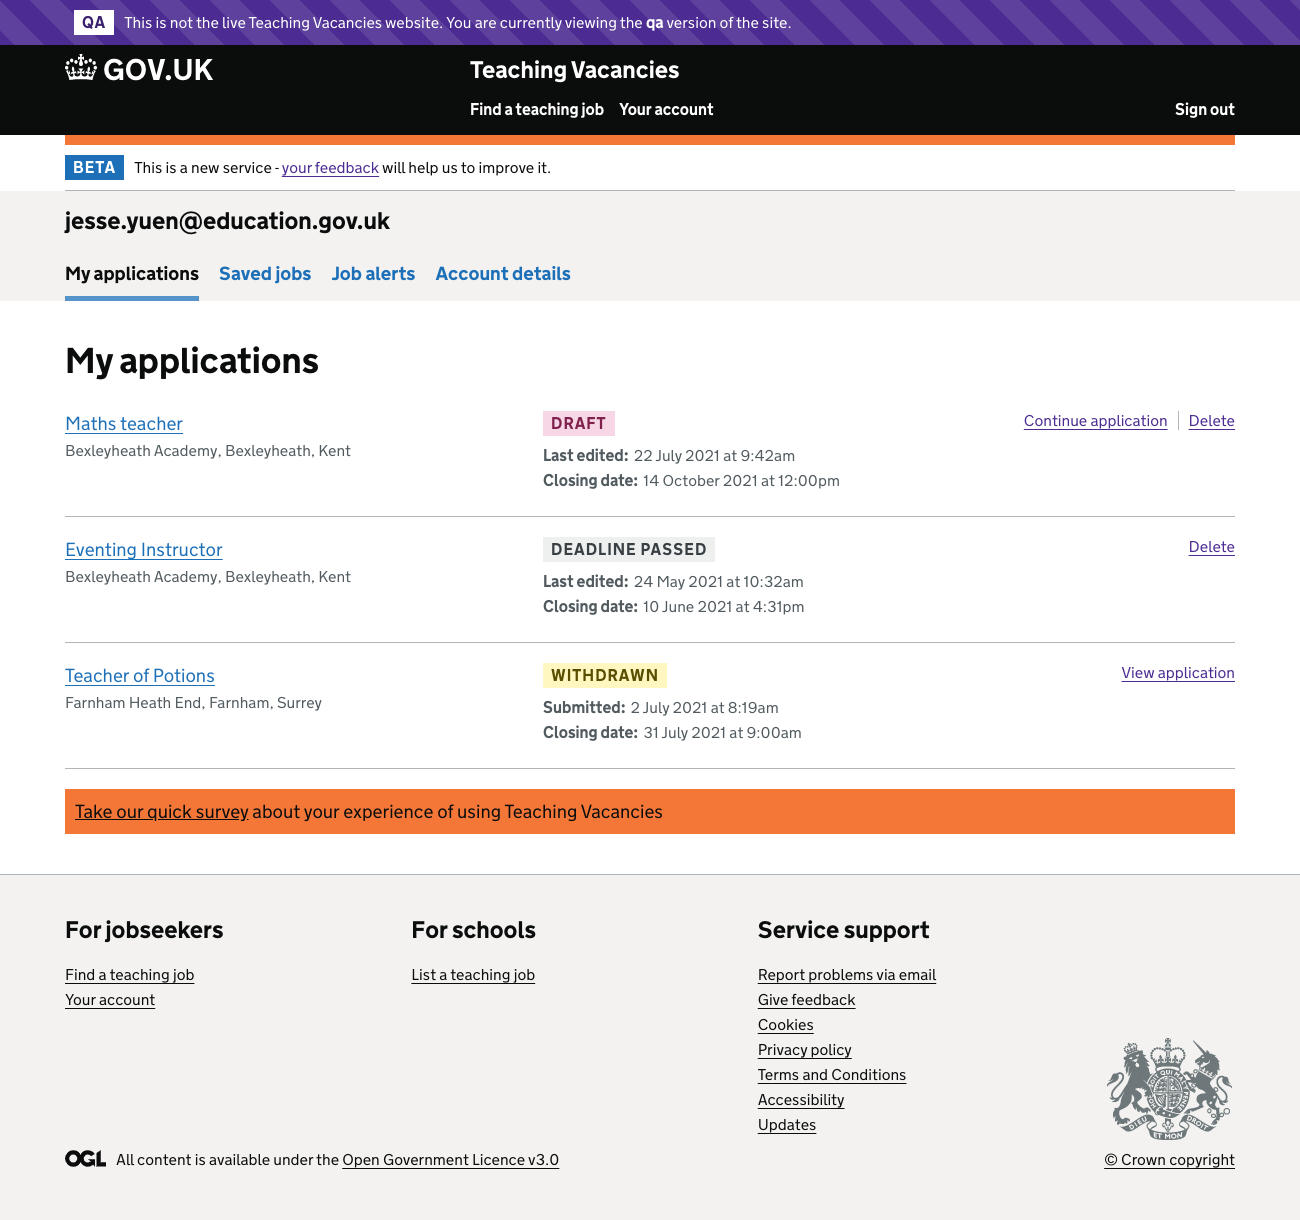 QA This is not the live Teaching Vacancies website. You are currently viewing the qa version of the site.
GOV.UK Teaching Vacancies
Find a teaching job Your account Sign out
BETA This is a new service - your feedback will help us to improve it.
jesse.yuen@education.gov.uk
My applications Saved jobs Job alerts Account details
My applications
Maths teacher
Bexleyheath Academy, Bexleyheath, Kent
DRAFT
Last edited: 22 July 2021 at 9:42am
Closing date: 14 October 2021 at 12:00pm
Continue application Delete
Eventing Instructor
Bexleyheath Academy, Bexleyheath, Kent
DEADLINE PASSED
Last edited: 24 May 2021 at 10:32am
Closing date: 10 June 2021 at 4:31pm
Delete
Teacher of Potions
Farnham Heath End, Farnham, Surrey
WITHDRAWN
Submitted: 2 July 2021 at 8:19am
Closing date: 31 July 2021 at 9:00am
View application
Take our quick survey about your experience of using Teaching Vacancies
For jobseekers
Find a teaching job
Your account
For schools
List a teaching job
Service support
Report problems via email
Give feedback
Cookies
Privacy policy
Terms and Conditions
Accessibility
Updates
DIEU ET MON DROIT
OGL All content is available under the Open Government Licence v3.0
© Crown copyright